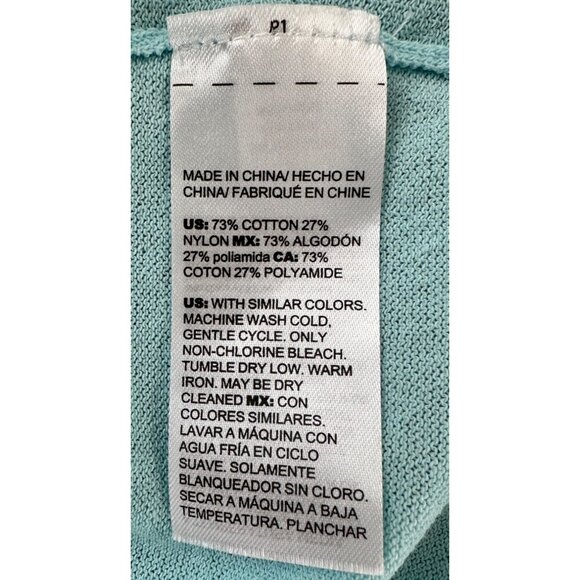 P1
MADE IN CHINA/ HECHO EN
CHINA/ FABRIQUÉ EN CHINE
US: 73% COTTON 27%
NYLON MX: 73% ALGODÓN
27% poliamida CA: 73%
COTON 27% POLYAMIDE
US: WITH SIMILAR COLORS.
MACHINE WASH COLD,
GENTLE CYCLE. ONLY
NON-CHLORINE BLEACH.
TUMBLE DRY LOW. WARM
IRON. MAY BE DRY
CLEANED MX: CON
COLORES SIMILARES.
LAVAR A MÁQUINA CON
AGUA FRÍA EN CICLO
SUAVE. SOLAMENTE
BLANQUEADOR SIN CLORO.
SECAR A MÁQUINA A BAJA
TEMPERATURA. PLANCHAR